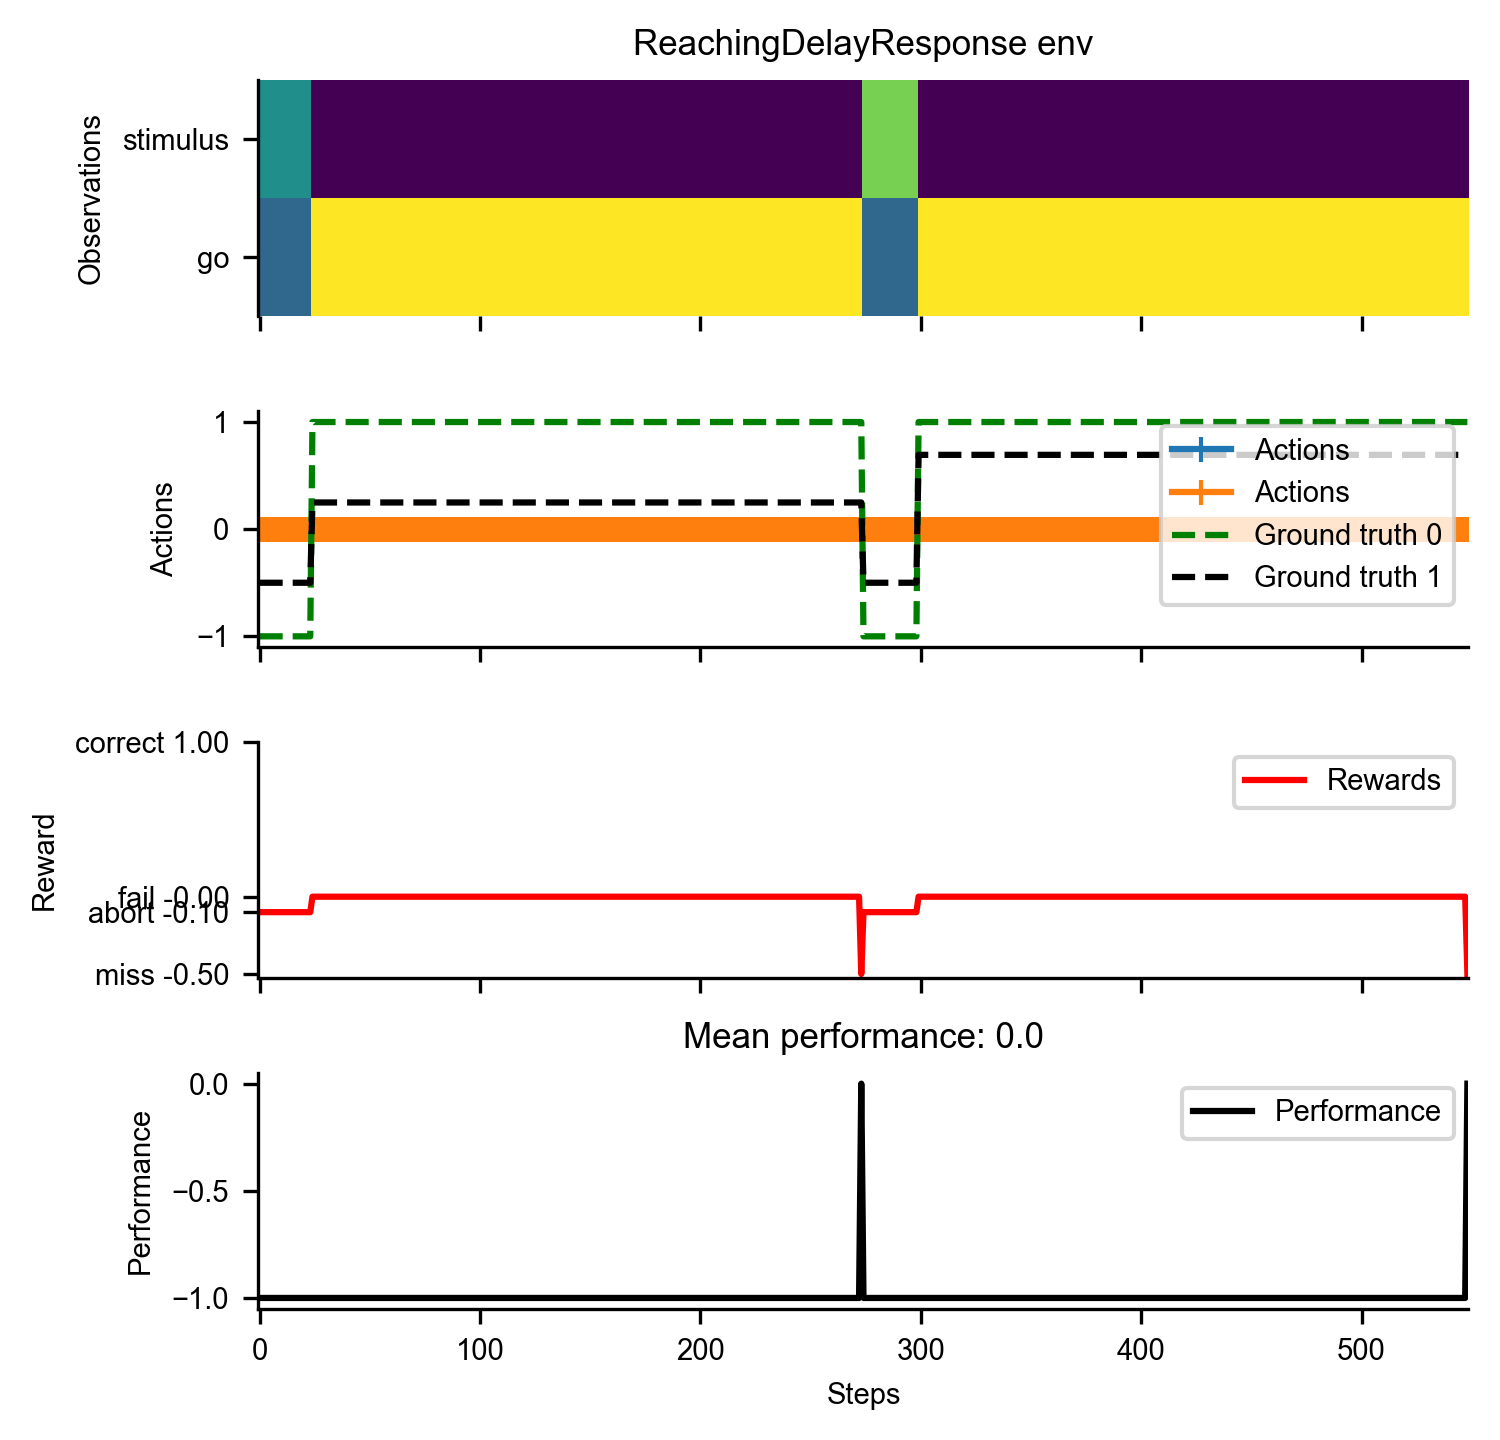 ReachingDelayResponse env
Observations
stimulus
go
Actions
1
0
−1
Actions
Actions
Ground truth 0
Ground truth 1
Reward
correct 1.00
fail -0.00
abort -0.10
miss -0.50
Rewards
Mean performance: 0.0
Performance
0.0
−0.5
−1.0
Performance
0 100 200 300 400 500
Steps